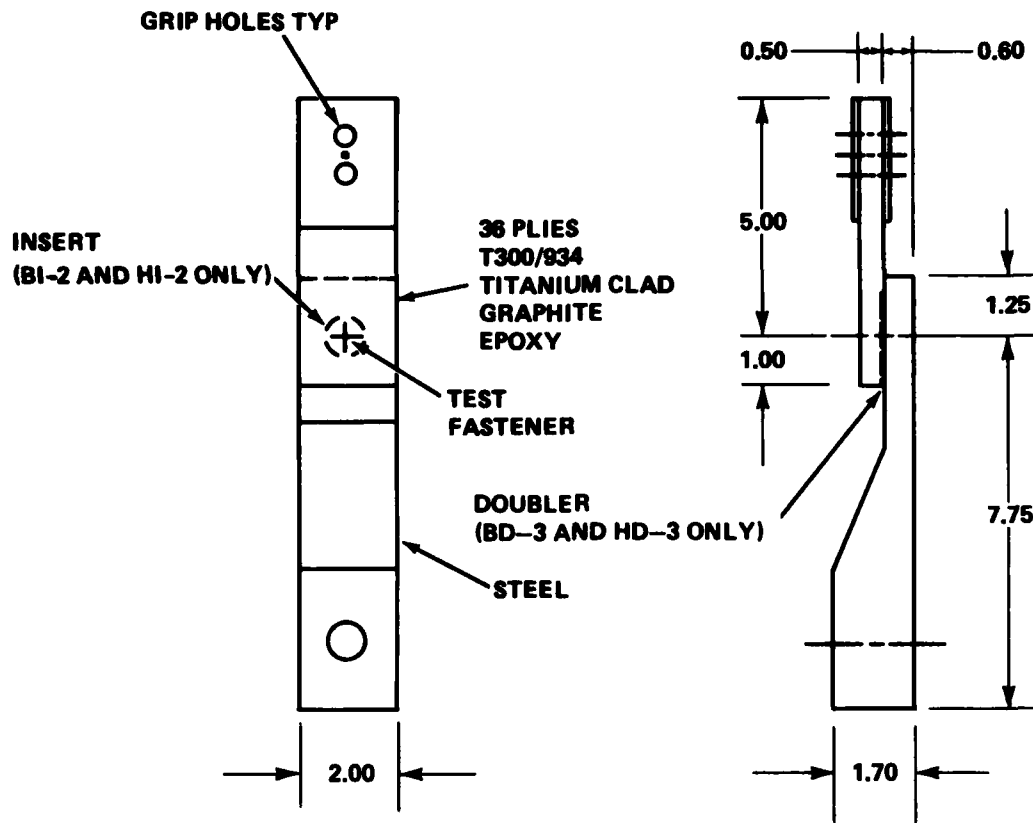 GRIP HOLES TYP
0.50
0.60
INSERT
(BI-2 AND HI-2 ONLY)
36 PLIES
T300/934
TITANIUM CLAD
GRAPHITE
EPOXY
5.00
1.25
1.00
TEST
FASTENER
DOUBLER
(BD-3 AND HD-3 ONLY)
7.75
STEEL
2.00
1.70